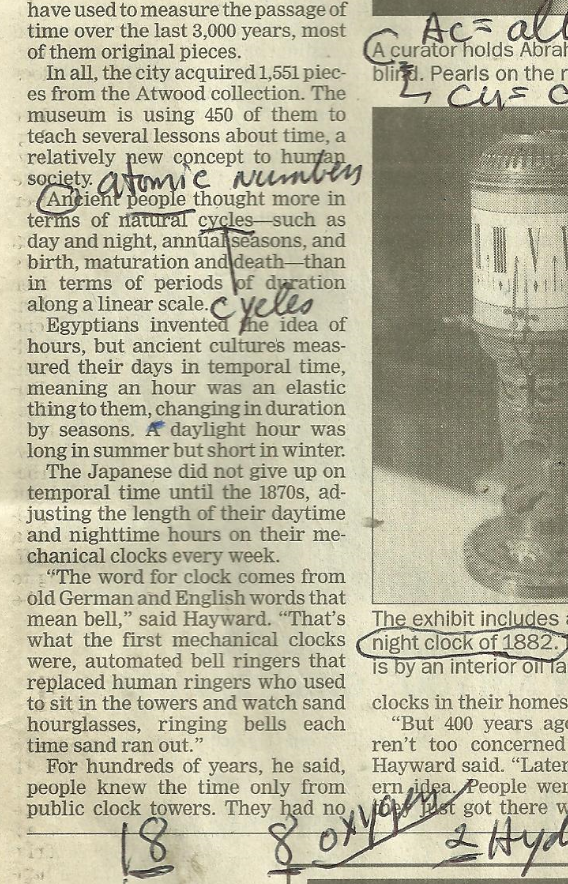 have used to measure the passage of
time over the last 3,000 years, most
of them original pieces.
In all, the city acquired 1,551 piec-
es from the Atwood collection. The
museum is using 450 of them to
teach several lessons about time, a
relatively new concept to human
society.
atomic numbers
Ancient people thought more in
terms of natural cycles—such as
day and night, annual seasons, and
birth, maturation and death—than
in terms of periods of duration
along a linear scale.
cycles
Egyptians invented the idea of
hours, but ancient cultures meas-
ured their days in temporal time,
meaning an hour was an elastic
thing to them, changing in duration
by seasons. A daylight hour was
long in summer but short in winter.
The Japanese did not give up on
temporal time until the 1870s, ad-
justing the length of their daytime
and nighttime hours on their me-
chanical clocks every week.
"The word for clock comes from
old German and English words that
mean bell," said Hayward. "That's
what the first mechanical clocks
were, automated bell ringers that
replaced human ringers who used
to sit in the towers and watch sand
hourglasses, ringing bells each
time sand ran out."
For hundreds of years, he said,
people knew the time only from
public clock towers. They had no
Ac = all
A curator holds Abrah
blind. Pearls on the r
cu = c
The exhibit includes a
night clock of 1882.
is by an interior oil la
clocks in their homes
"But 400 years ago
ren't too concerned
Hayward said. "Later
ern idea. People wer
they just got there w
18
8 oxygen
2 Hyd